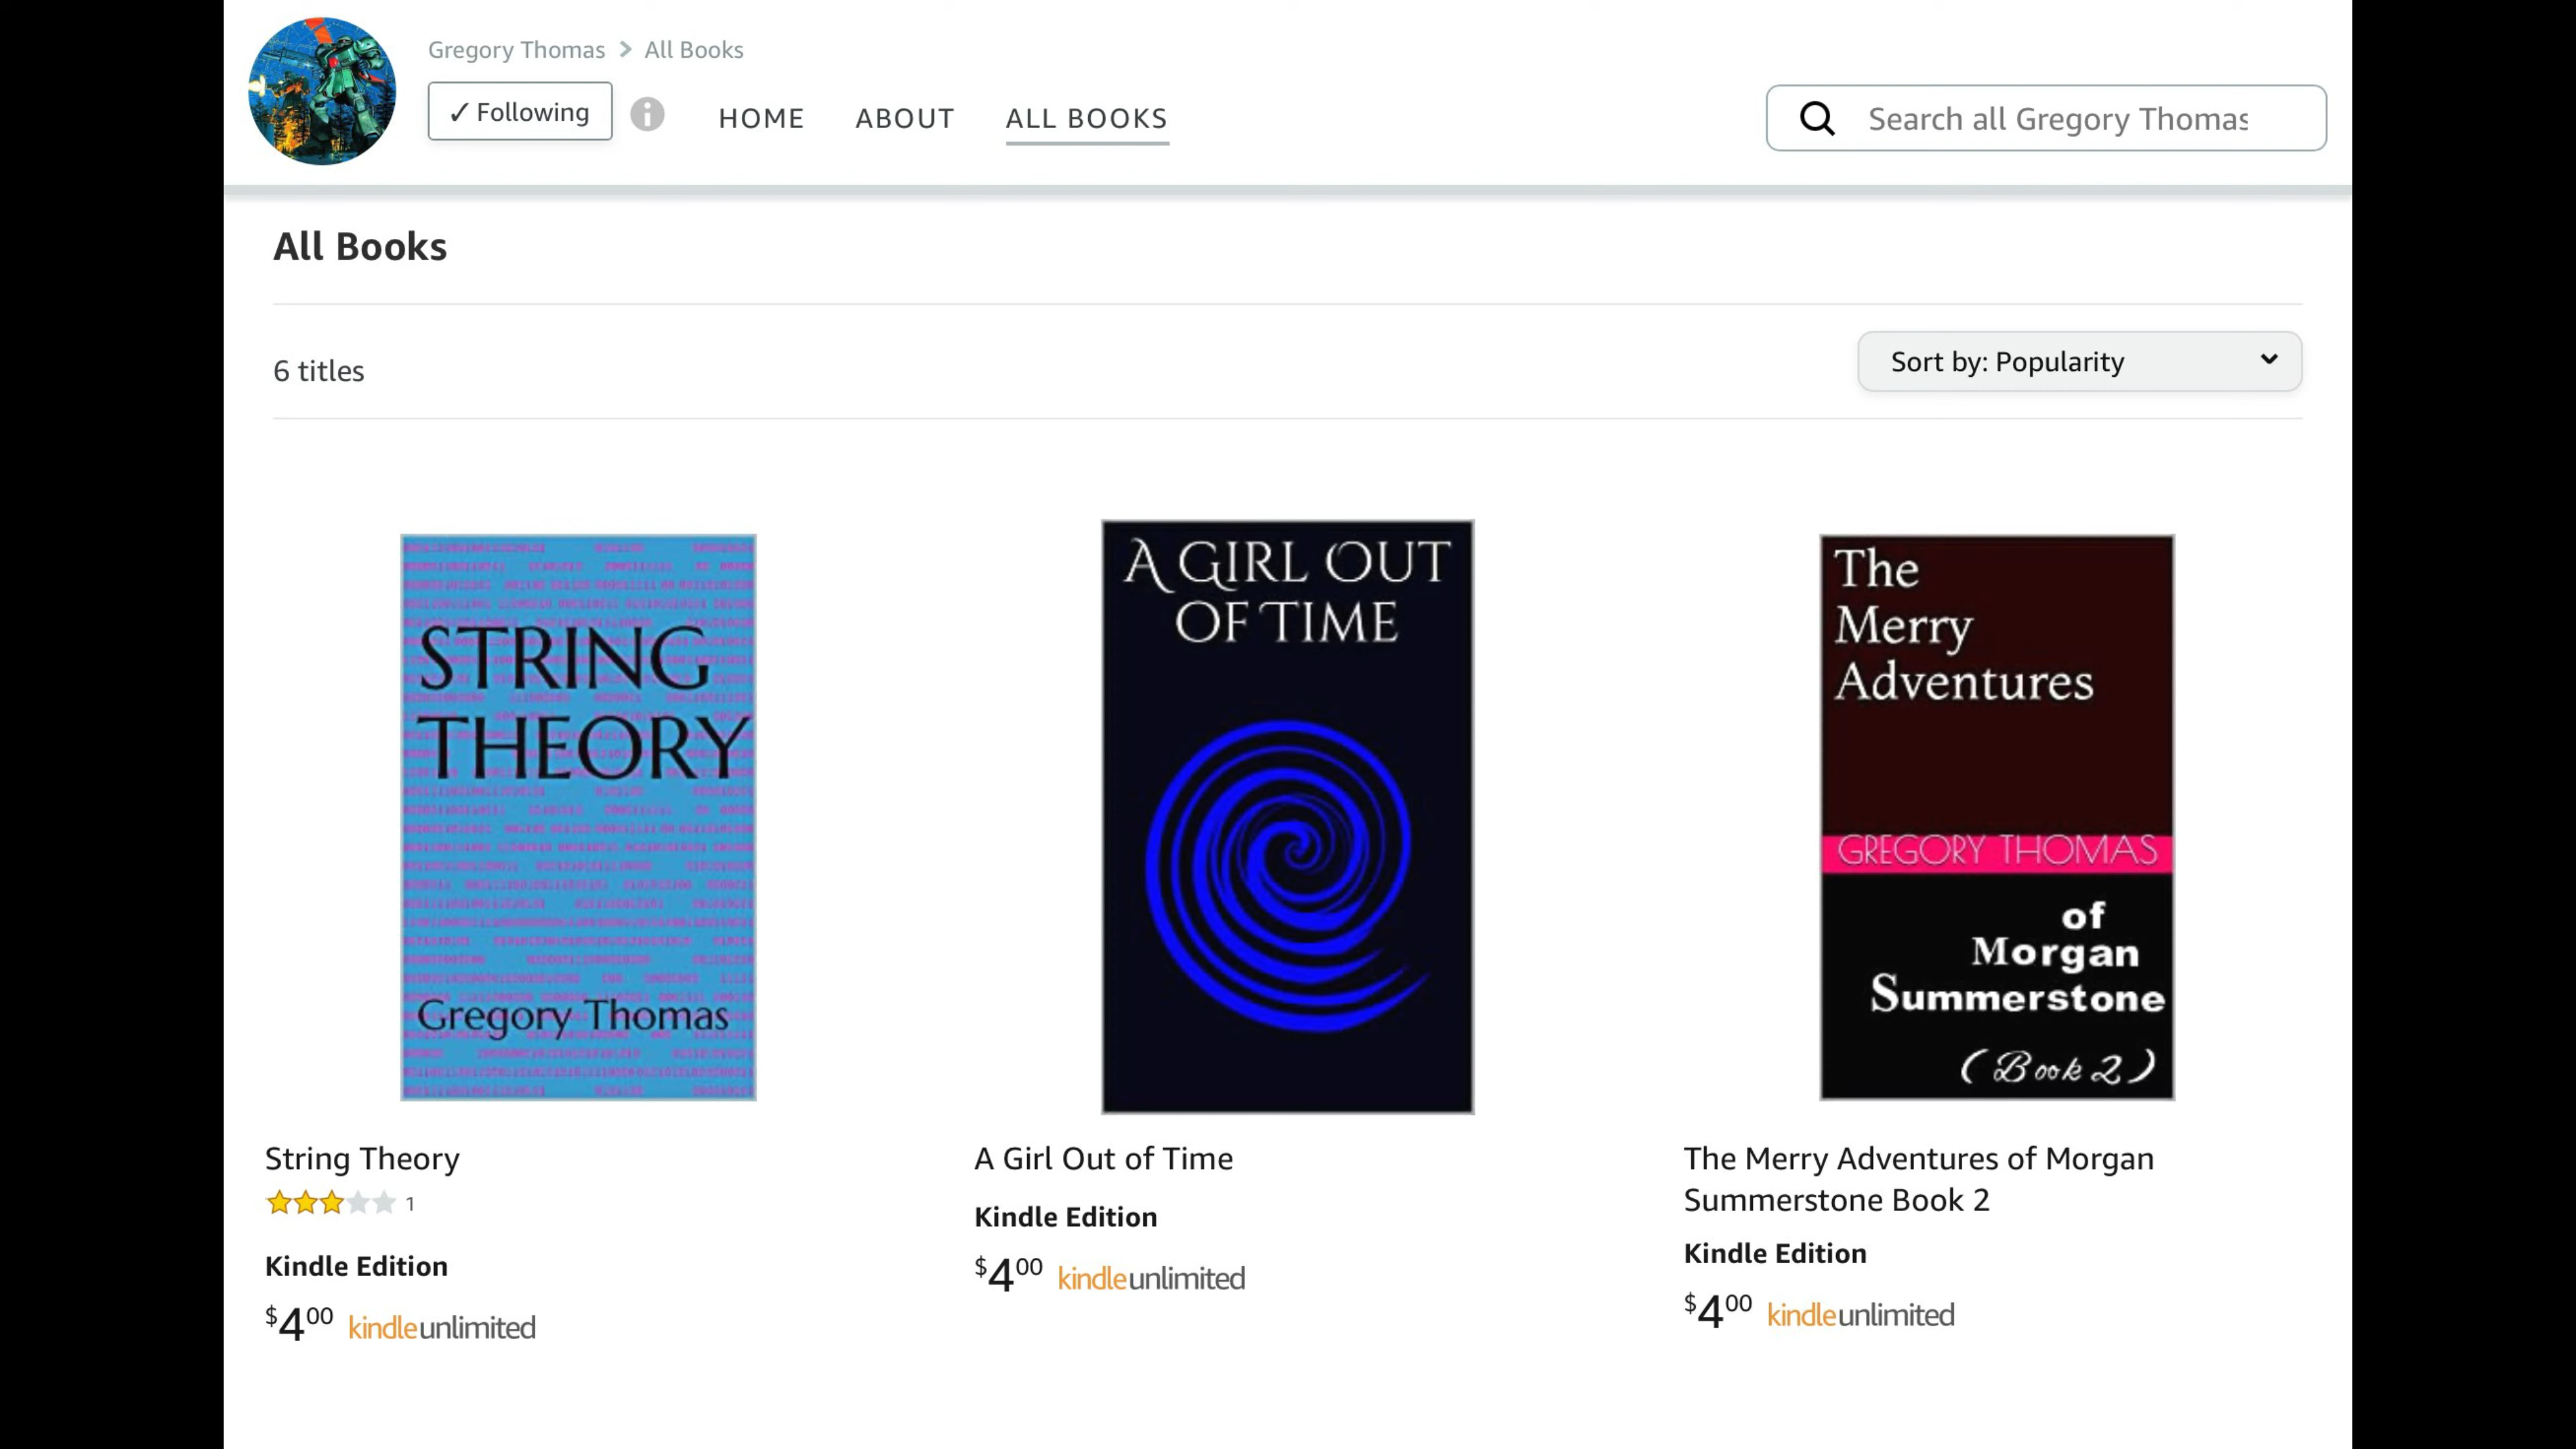 Gregory Thomas > All Books
✓ Following
HOME ABOUT ALL BOOKS
Search all Gregory Thomas
All Books
6 titles
Sort by: Popularity
STRING
THEORY
Gregory Thomas
A GIRL OUT
OF TIME
The
Merry
Adventures
GREGORY THOMAS
of
Morgan
Summerstone
(Book 2)
String Theory
1
Kindle Edition
$4.00 kindleunlimited
A Girl Out of Time
Kindle Edition
$4.00 kindleunlimited
The Merry Adventures of Morgan
Summerstone Book 2
Kindle Edition
$4.00 kindleunlimited